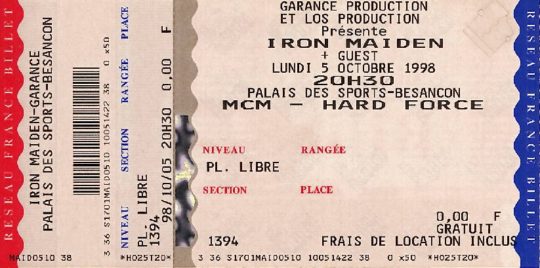 RESEAU FRANCE BILLET
IRON MAIDEN-GARANCE
PALAIS DES SPORTS-BESANCON
3 36 S1701MAID0510 10051422 38 0 x50
NIVEAU SECTION RANGÉE PLACE
PL. LIBRE
1394
98/10/05 20H30 0,00 F
MAID0510 38
*H025T20*
GARANCE PRODUCTION
ET LOS PRODUCTION
Présente
IRON MAIDEN
+ GUEST
LUNDI 5 OCTOBRE 1998
20H30
PALAIS DES SPORTS-BESANCON
MCM - HARD FORCE
NIVEAU RANGÉE
PL. LIBRE
SECTION PLACE
0,00 F
GRATUIT
1394 FRAIS DE LOCATION INCLUS
3 36 S1701MAID0510 10051422 38 0 x50
*H025T20*
RESEAU FRANCE BILLET